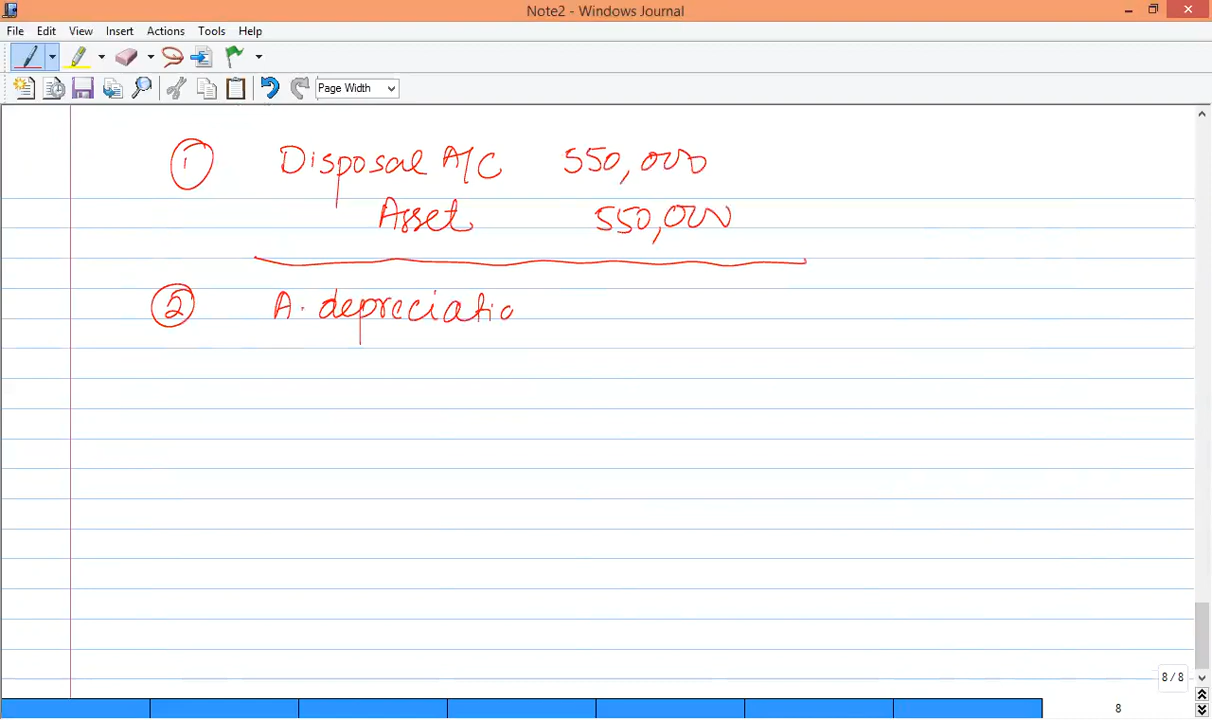 Note2 - Windows Journal
File Edit View Insert Actions Tools Help
Page Width
1 Disposal A/C 550,000
Asset 550,000
2 A. depreciatio
8 / 8
8